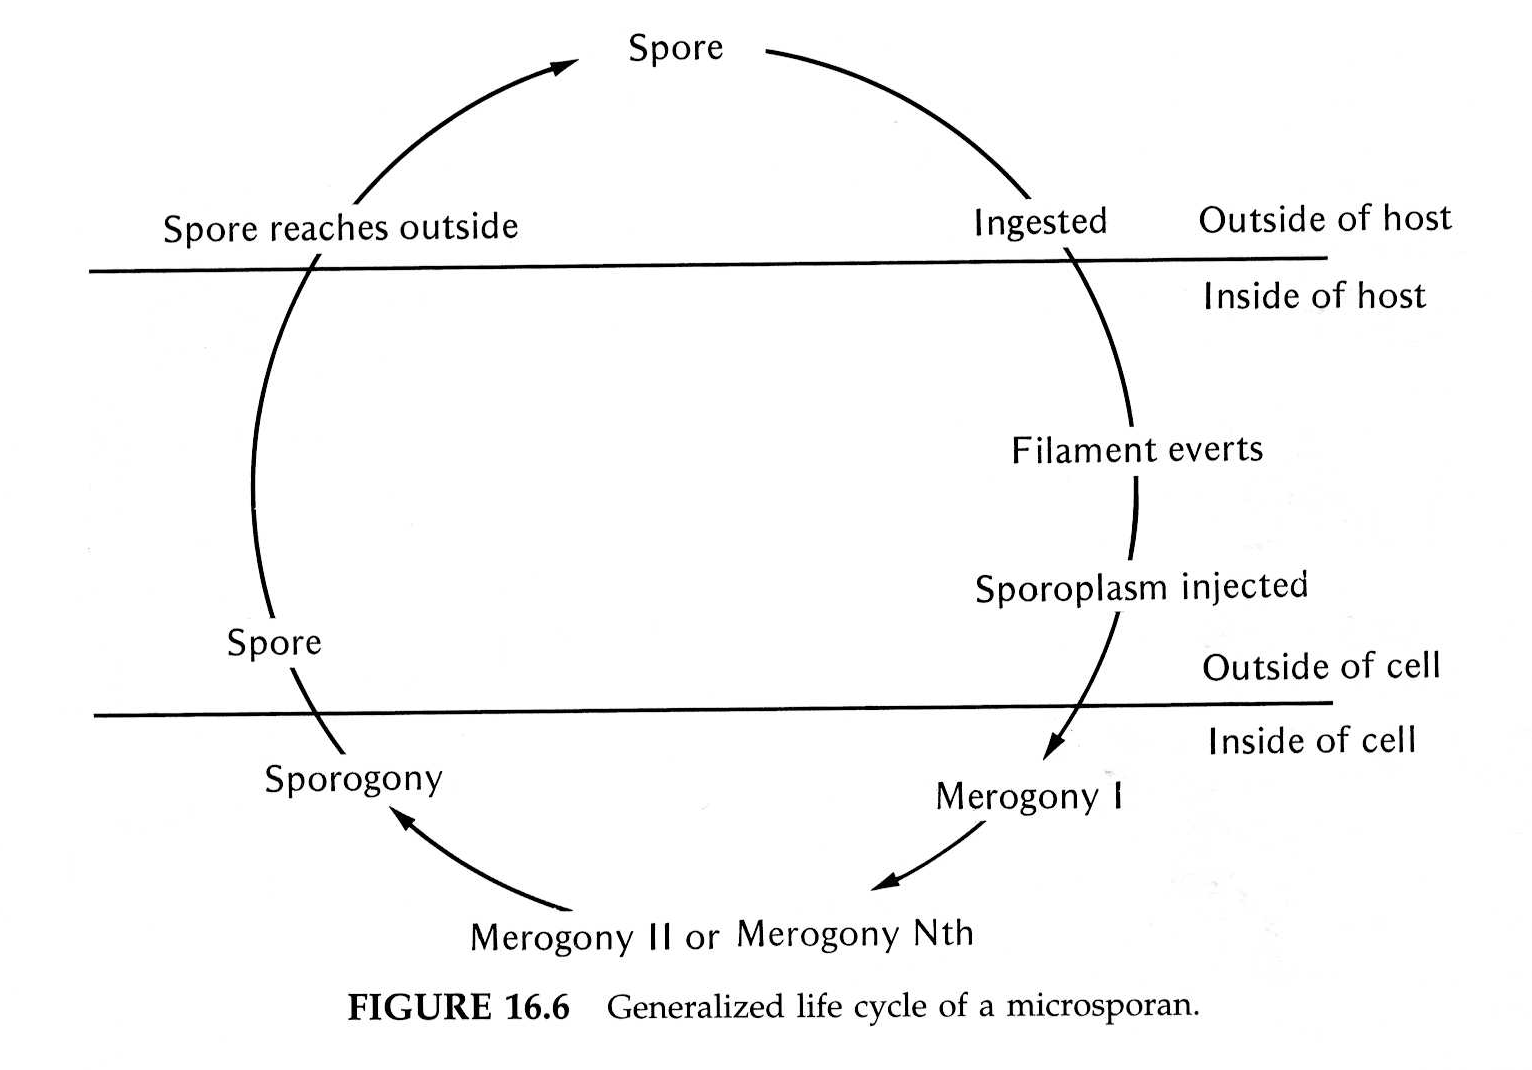 Spore
Spore reaches outside
Ingested
Outside of host
Inside of host
Filament everts
Sporoplasm injected
Spore
Outside of cell
Inside of cell
Sporogony
Merogony I
Merogony II or Merogony Nth
FIGURE 16.6 Generalized life cycle of a microsporan.